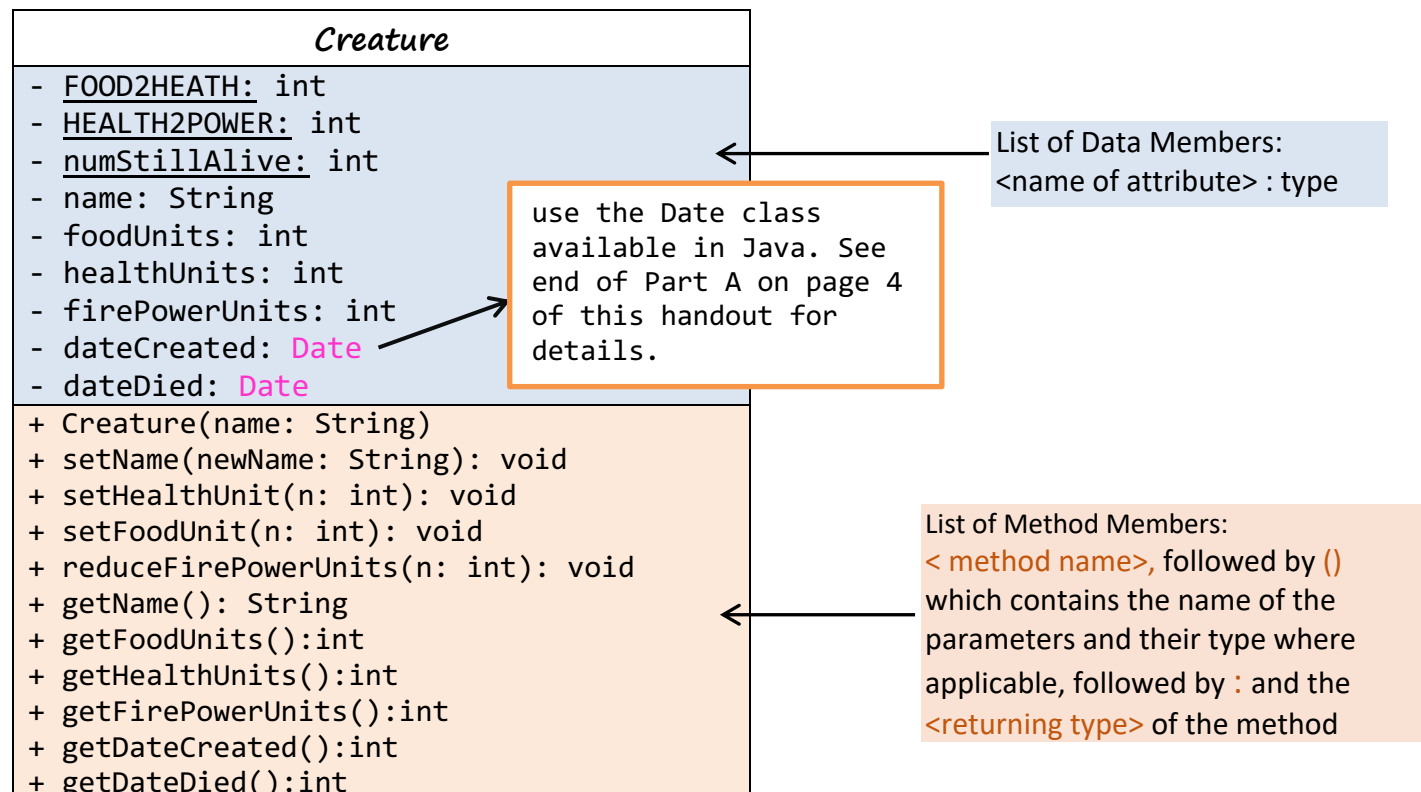 Creature
- FOOD2HEATH: int
- HEALTH2POWER: int
- numStillAlive: int
- name: String
- foodUnits: int
- healthUnits: int
- firePowerUnits: int
- dateCreated: Date
- dateDied: Date
use the Date class
available in Java. See
end of Part A on page 4
of this handout for
details.
List of Data Members:
<name of attribute> : type
+ Creature(name: String)
+ setName(newName: String): void
+ setHealthUnit(n: int): void
+ setFoodUnit(n: int): void
+ reduceFirePowerUnits(n: int): void
+ getName(): String
+ getFoodUnits():int
+ getHealthUnits():int
+ getFirePowerUnits():int
+ getDateCreated():int
+ getDateDied():int
List of Method Members:
< method name>, followed by ()
which contains the name of the
parameters and their type where
applicable, followed by : and the
<returning type> of the method